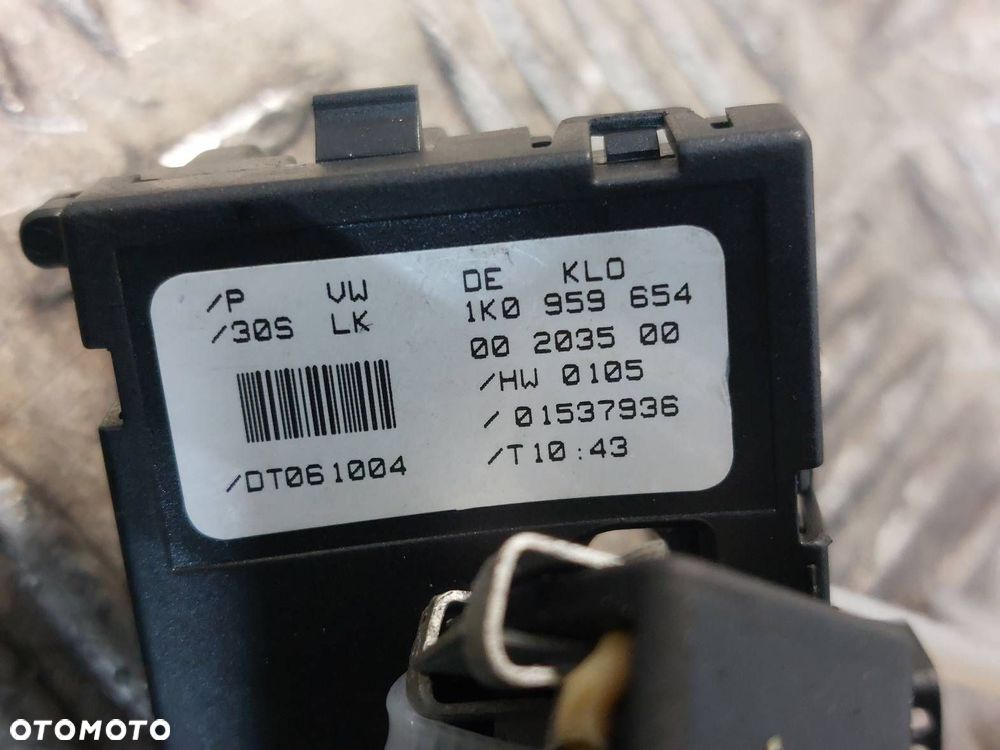 /P VW DE KLO
/30S LK 1K0 959 654
00 2035 00
/HW 0105
/01537936
/DT061004 /T10:43
OTOMOTO